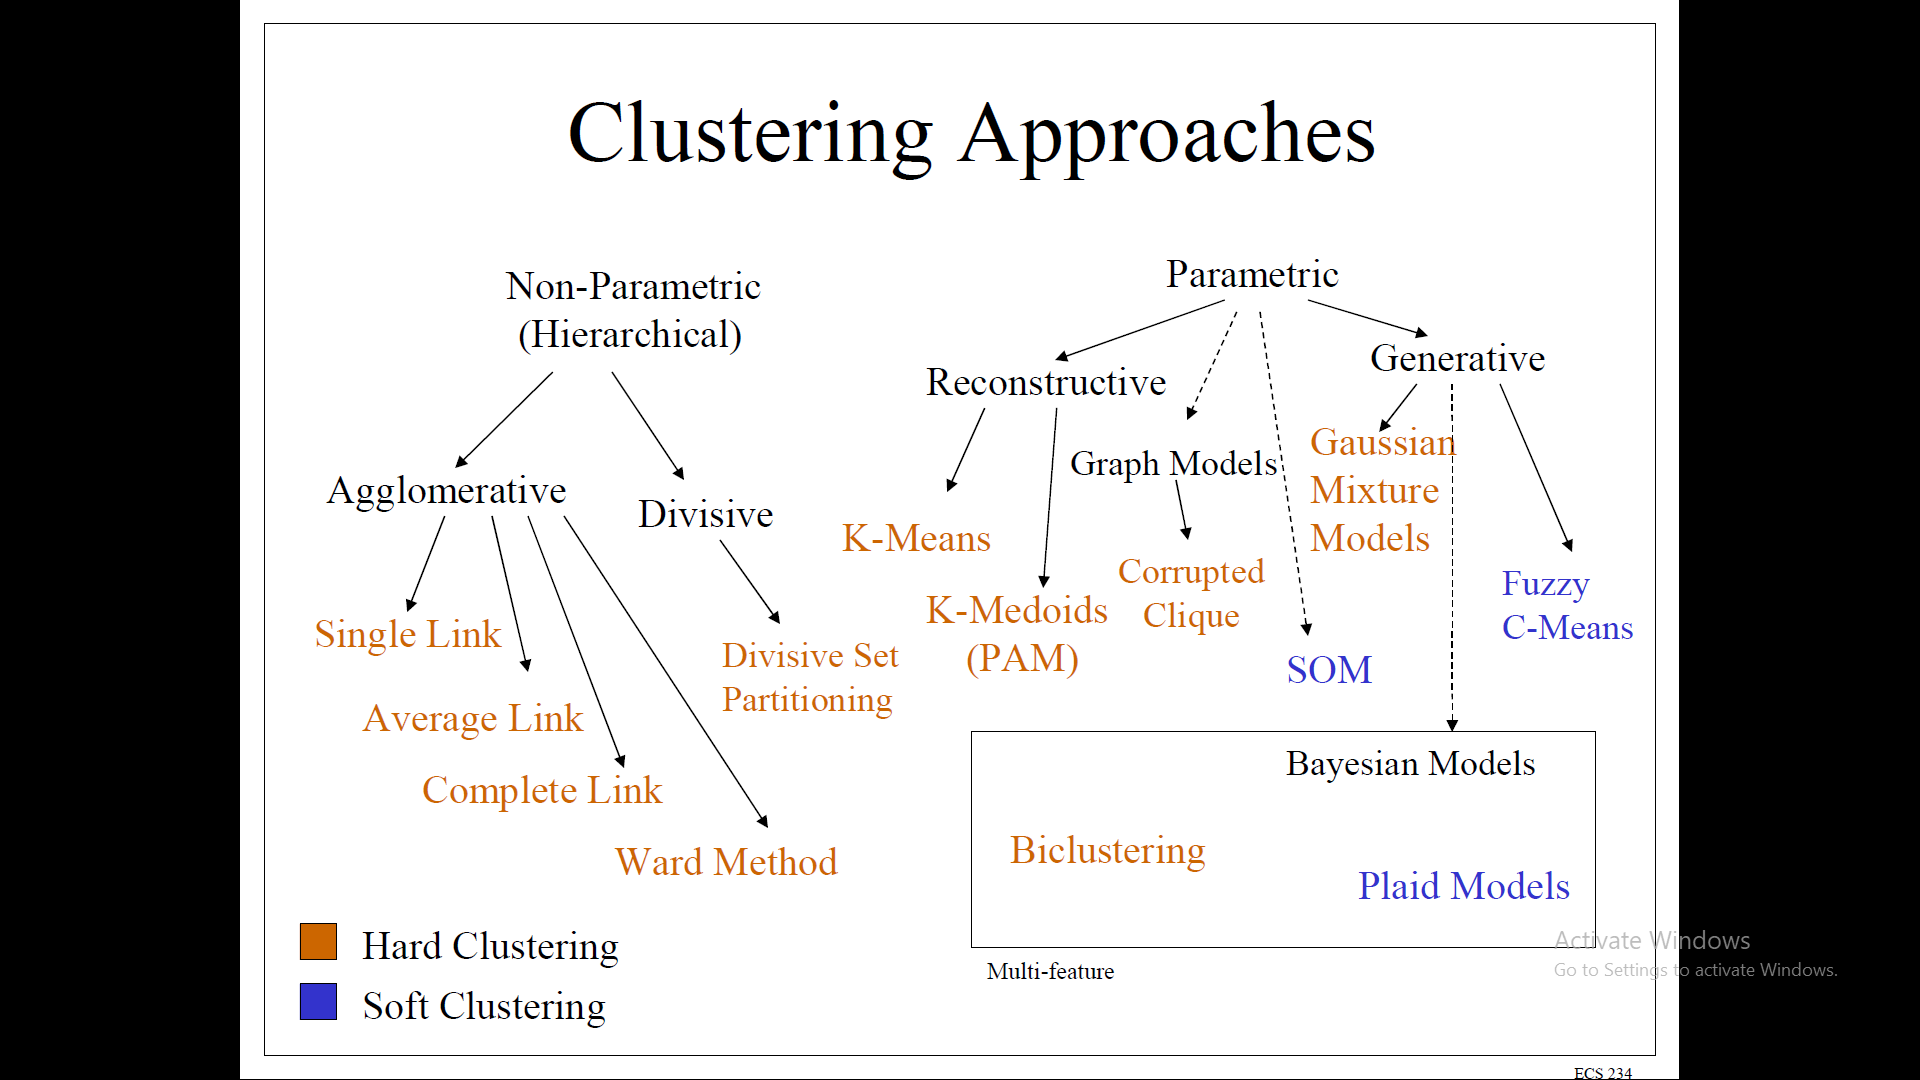 Clustering Approaches
Non-Parametric
(Hierarchical)
Parametric
Reconstructive
Generative
Agglomerative
Divisive
Graph Models
Gaussian
Mixture
Models
K-Means
Corrupted
Clique
Fuzzy
C-Means
Single Link
K-Medoids
(PAM)
Divisive Set
Partitioning
SOM
Average Link
Complete Link
Ward Method
Bayesian Models
Biclustering
Plaid Models
Multi-feature
Hard Clustering
Soft Clustering
Activate Windows
Go to Settings to activate Windows.
ECS 234